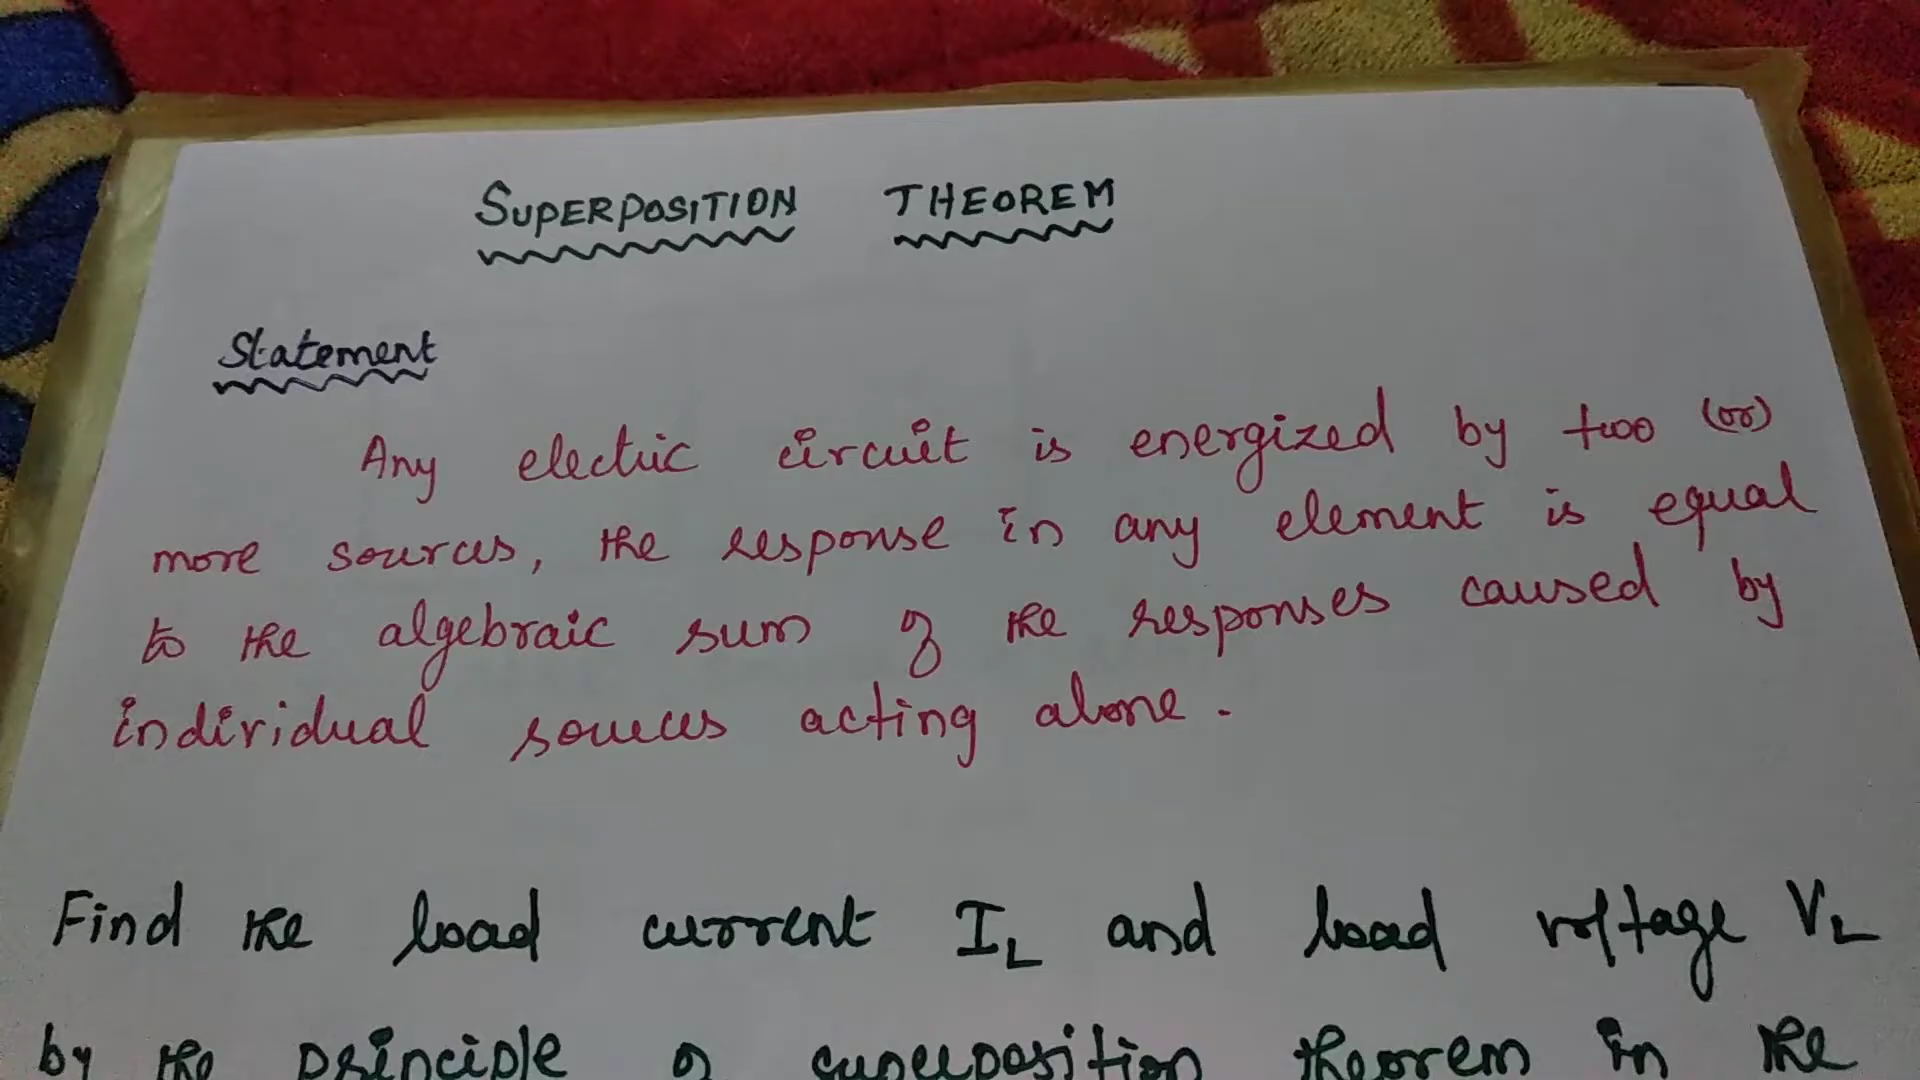 SUPERPOSITION THEOREM
Statement
Any electric circuit is energized by two (or)
more sources, the response in any element is equal
to the algebraic sum of the responses caused by
individual sources acting alone.
Find the load current IL and load voltage VL
by the principle of superposition theorem in the